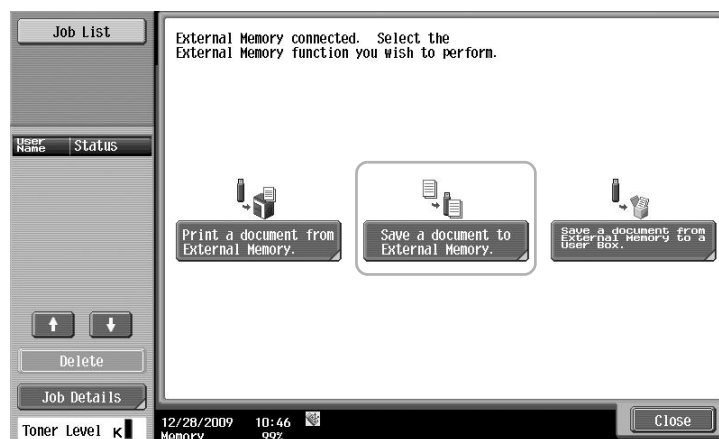 Job List
External Memory connected. Select the
External Memory function you wish to perform.
User
Name
Status
Print a document from
External Memory.
Save a document to
External Memory.
Save a document from
External Memory to a
User Box.
Delete
Job Details
Toner Level K
12/28/2009 10:46
Memory 99%
Close